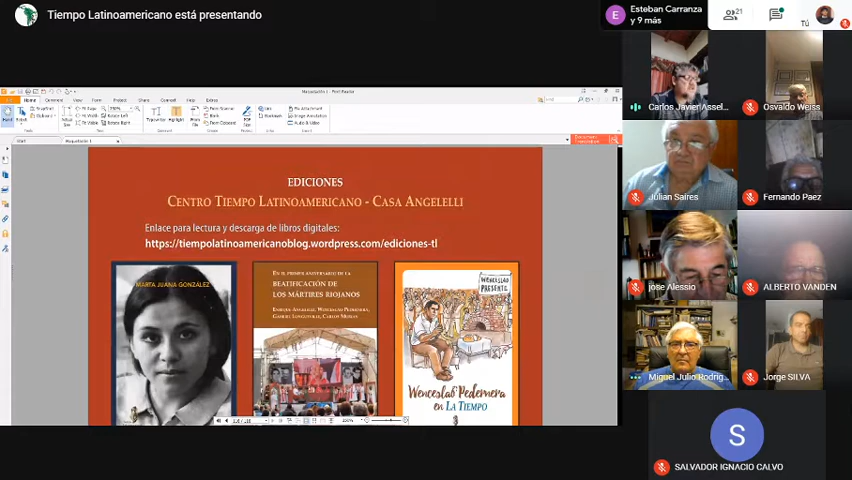 Tiempo Latinoamericano está presentando
Esteban Carranza
y 9 más
21
Tú
E
Home
EDICIONES
CENTRO TIEMPO LATINOAMERICANO - CASA ANGELELLI
Enlace para lectura y descarga de libros digitales:
https://tiempolatinoamericanoblog.wordpress.com/ediciones-tl
MARTA JUANA GONZÁLEZ
EN EL PRIMER ANIVERSARIO DE LA
BEATIFICACIÓN DE
LOS MÁRTIRES RIOJANOS
WENCESLAO
PRESENTE
Wenceslao Pedernera
en LA TIEMPO
Carlos Javier Assel...
Osvaldo Weiss
Julian Saires
Fernando Paez
jose Alessio
ALBERTO VANDEN
Miguel Julio Rodrig...
Jorge SILVA
S
SALVADOR IGNACIO CALVO